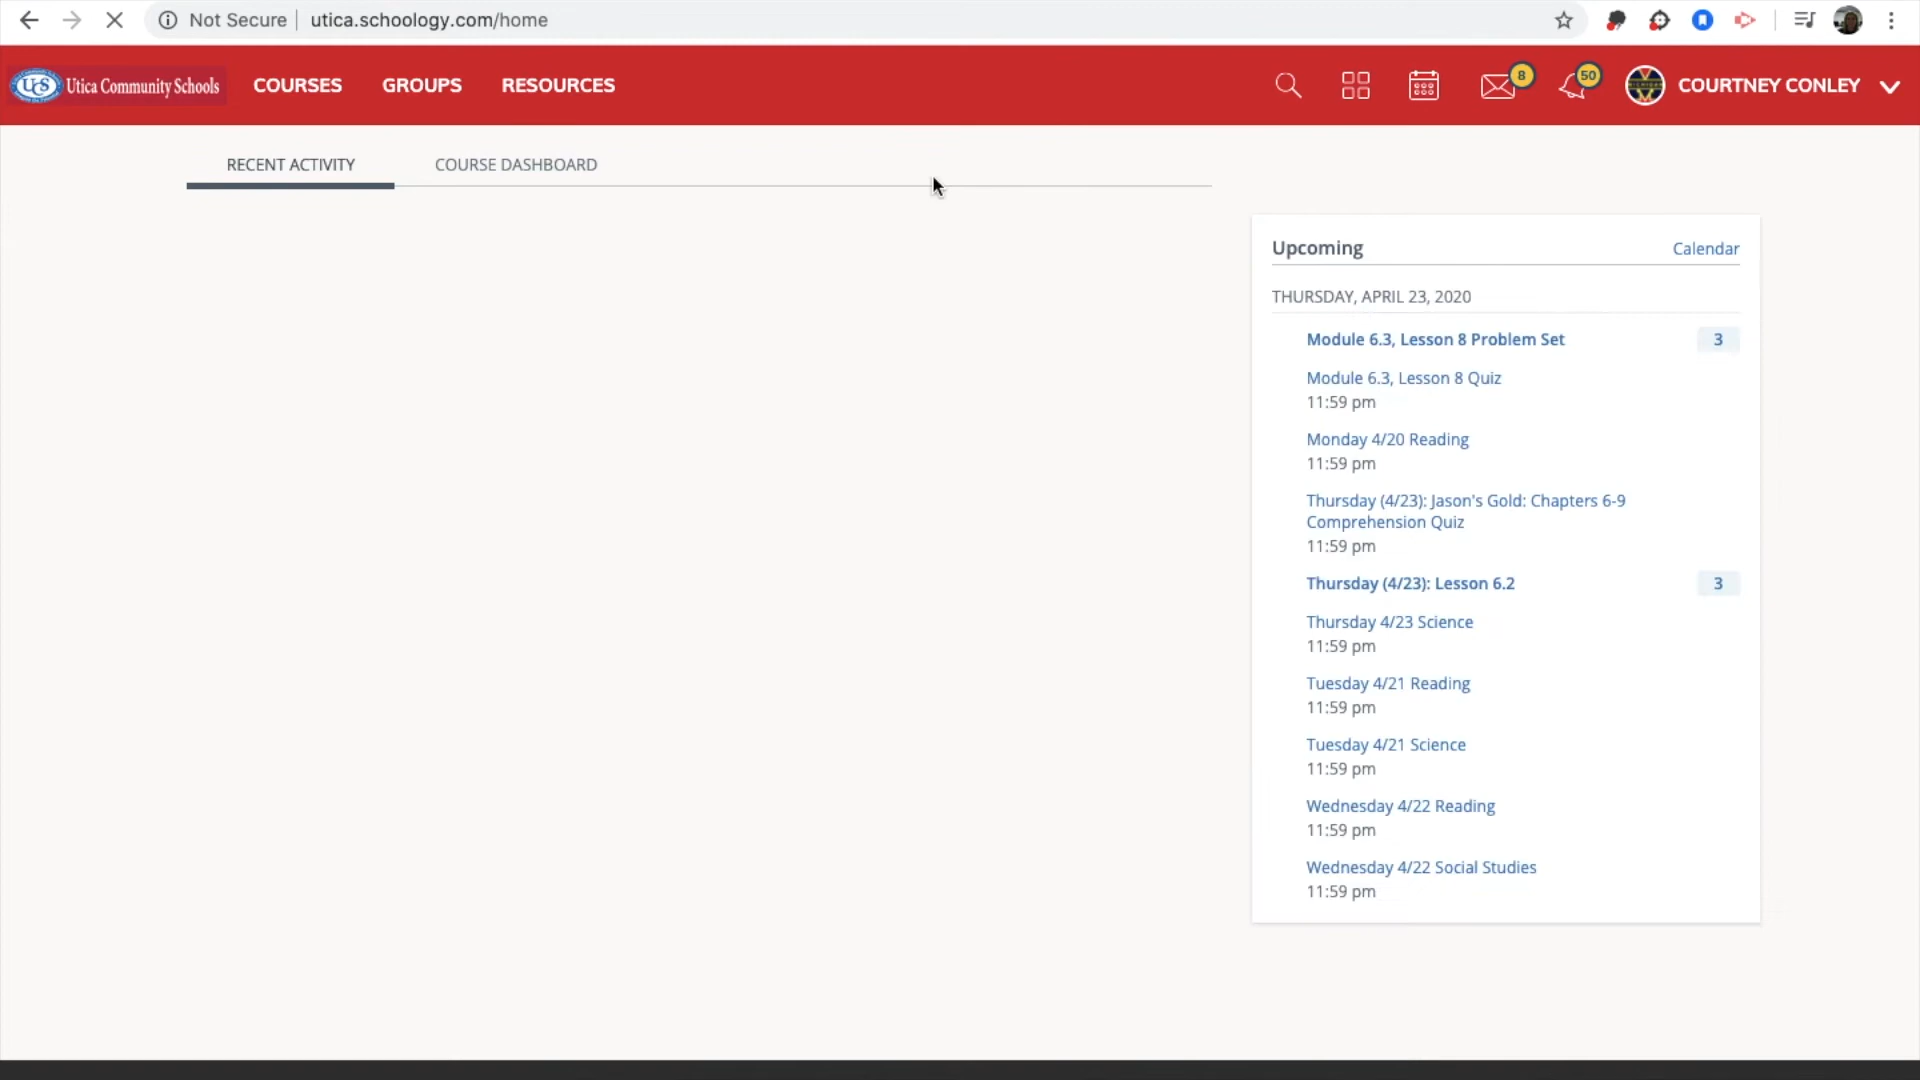 Not Secure utica.schoology.com/home
UCS Utica Community Schools COURSES GROUPS RESOURCES 8 50 COURTNEY CONLEY
RECENT ACTIVITY COURSE DASHBOARD
Upcoming Calendar
THURSDAY, APRIL 23, 2020
Module 6.3, Lesson 8 Problem Set 3
Module 6.3, Lesson 8 Quiz
11:59 pm
Monday 4/20 Reading
11:59 pm
Thursday (4/23): Jason's Gold: Chapters 6-9
Comprehension Quiz
11:59 pm
Thursday (4/23): Lesson 6.2 3
Thursday 4/23 Science
11:59 pm
Tuesday 4/21 Reading
11:59 pm
Tuesday 4/21 Science
11:59 pm
Wednesday 4/22 Reading
11:59 pm
Wednesday 4/22 Social Studies
11:59 pm